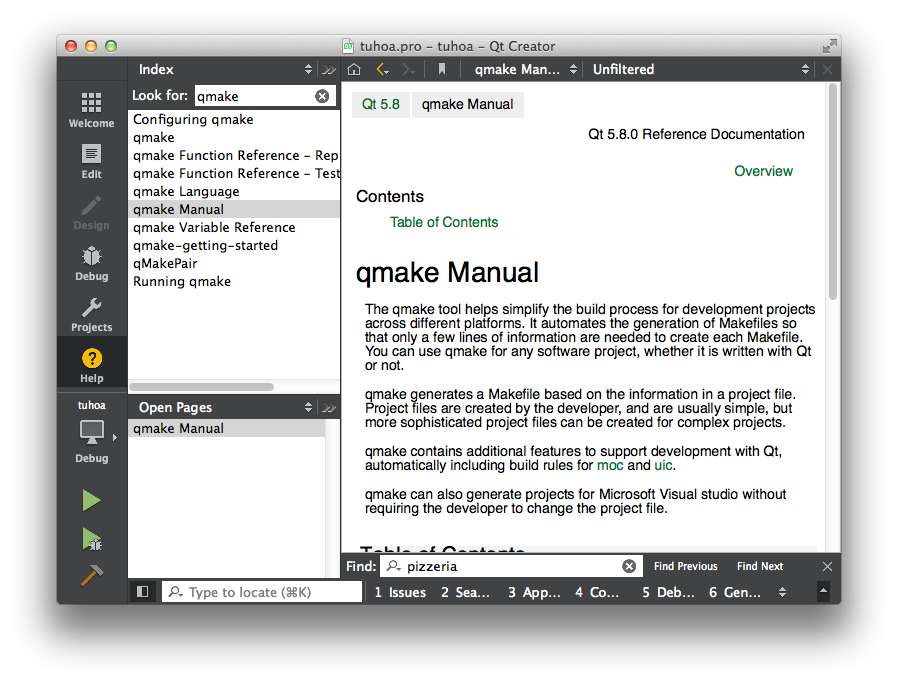 tuhoa.pro – tuhoa – Qt Creator
Welcome
Edit
Design
Debug
Projects
Help
tuhoa
Debug
Index
Look for: qmake
Configuring qmake
qmake
qmake Function Reference – Rep
qmake Function Reference – Test
qmake Language
qmake Manual
qmake Variable Reference
qmake-getting-started
qMakePair
Running qmake
Open Pages
qmake Manual
qmake Man... Unfiltered
Qt 5.8 qmake Manual
Qt 5.8.0 Reference Documentation
Overview
Contents
Table of Contents
qmake Manual
The qmake tool helps simplify the build process for development projects
across different platforms. It automates the generation of Makefiles so
that only a few lines of information are needed to create each Makefile.
You can use qmake for any software project, whether it is written with Qt
or not.
qmake generates a Makefile based on the information in a project file.
Project files are created by the developer, and are usually simple, but
more sophisticated project files can be created for complex projects.
qmake contains additional features to support development with Qt,
automatically including build rules for moc and uic.
qmake can also generate projects for Microsoft Visual studio without
requiring the developer to change the project file.
Table of Contents
Find: pizzeria Find Previous Find Next
Type to locate (⌘K) 1 Issues 2 Sea... 3 App... 4 Co... 5 Deb... 6 Gen...